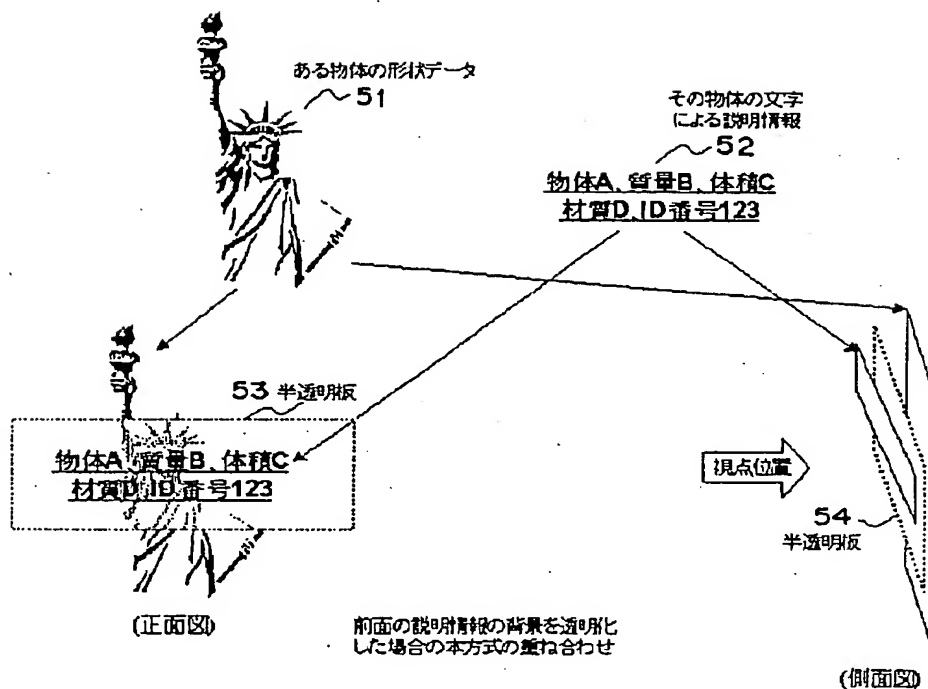 ある物体の形状データ
51
その物体の文字
による説明情報
52
物体A、質量B、体積C
材質D、ID番号123
53 半透明版
物体A、質量B、体積C
材質D、ID番号123
視点位置
54
半透明版
(正面図)
前面の説明情報の背景を透明化
した場合の本方式の重ね合わせ
(側面図)